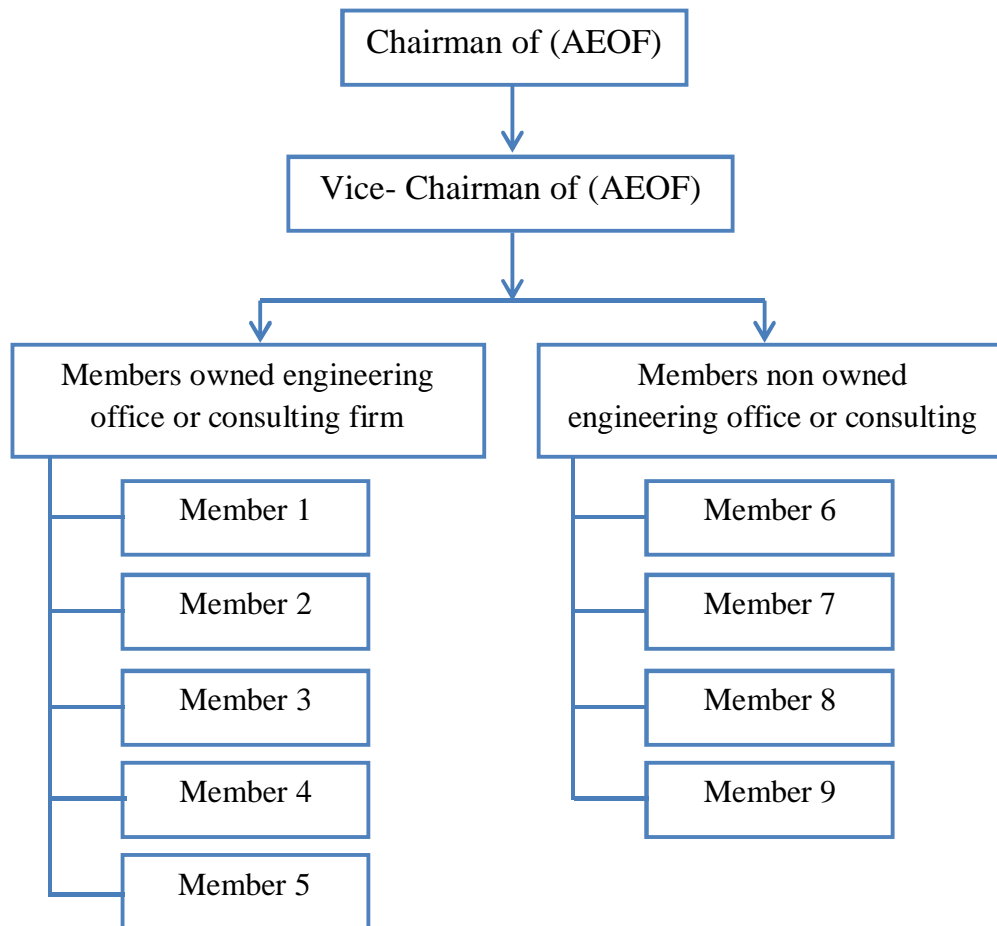 Chairman of (AEOF)
Vice- Chairman of (AEOF)
Members owned engineering
office or consulting firm
Member 1
Member 2
Member 3
Member 4
Member 5
Members non owned
engineering office or consulting
Member 6
Member 7
Member 8
Member 9